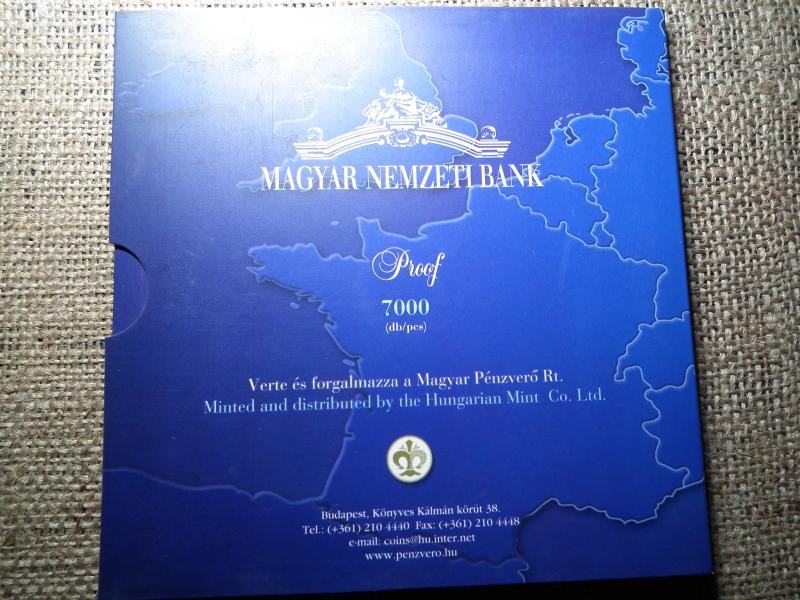 MAGYAR NEMZETI BANK
Proof
7000
(db/pcs)
Verte és forgalmazza a Magyar Pénzverő Rt.
Minted and distributed by the Hungarian Mint Co. Ltd.
Budapest, Könyves Kálmán körút 38.
Tel.: (+361) 210 4440 Fax: (+361) 210 4448
e-mail: coins@hu.inter.net
www.penzvero.hu